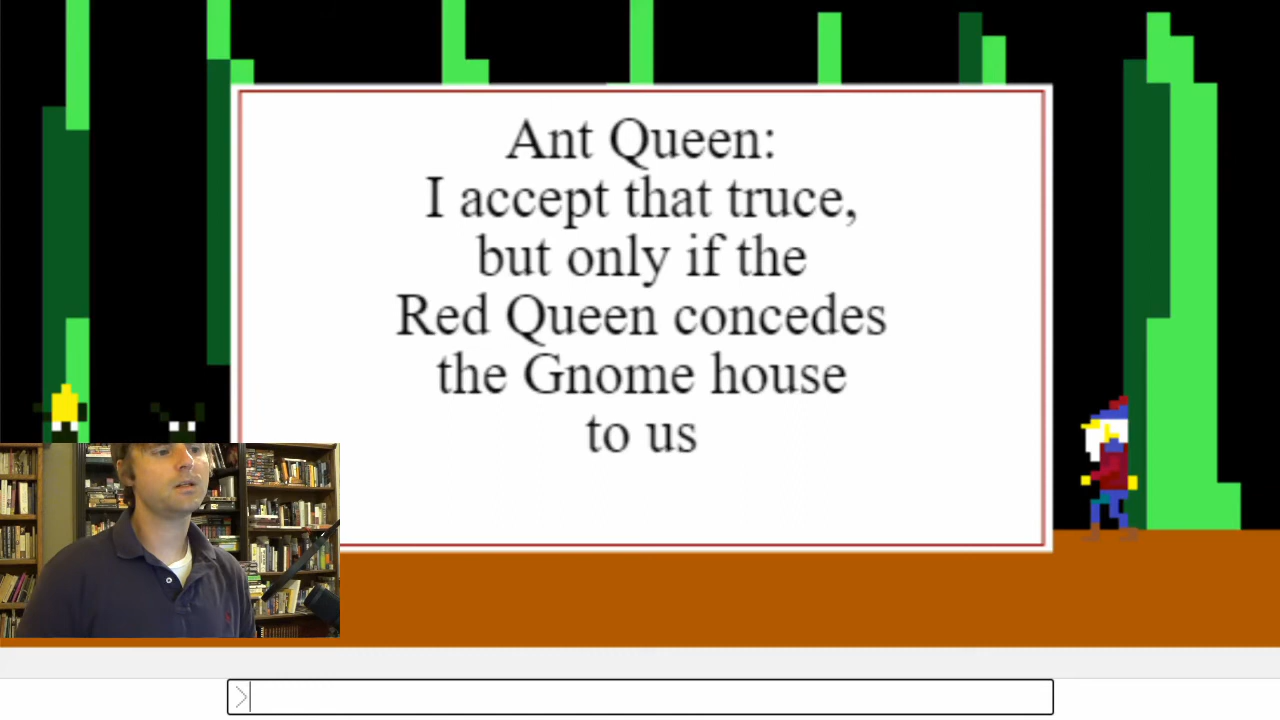 Ant Queen:
I accept that truce,
but only if the
Red Queen concedes
the Gnome house
to us